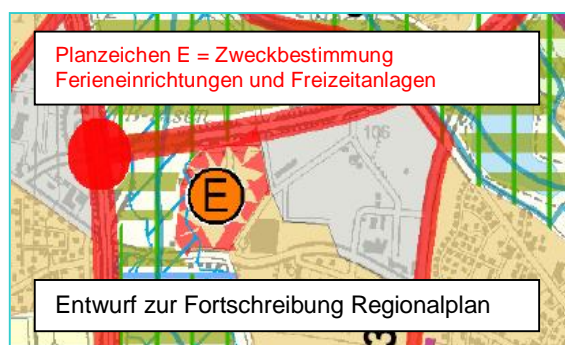 Planzeichen E = Zweckbestimmung
Ferieneinrichtungen und Freizeitanlagen
106
E
Entwurf zur Fortschreibung Regionalplan